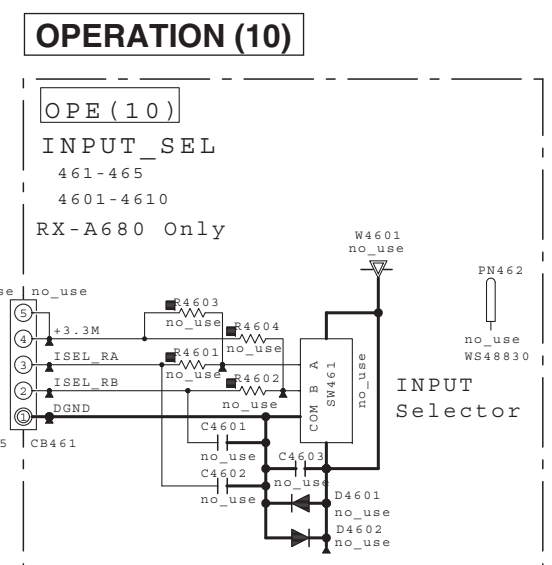 OPERATION (10)
OPE(10)
INPUT_SEL
461-465
4601-4610
RX-A680 Only
W4601
no_use
PN462
no_use
WS48830
no_use
R4603
no_use
R4604
no_use
R4601
no_use
R4602
no_use
5
4
3
2
1
+3.3M
ISEL_RA
ISEL_RB
DGND
CB461
A
B
COM
SW461
no_use
INPUT
Selector
C4601
no_use
C4602
no_use
C4603
no_use
D4601
no_use
D4602
no_use